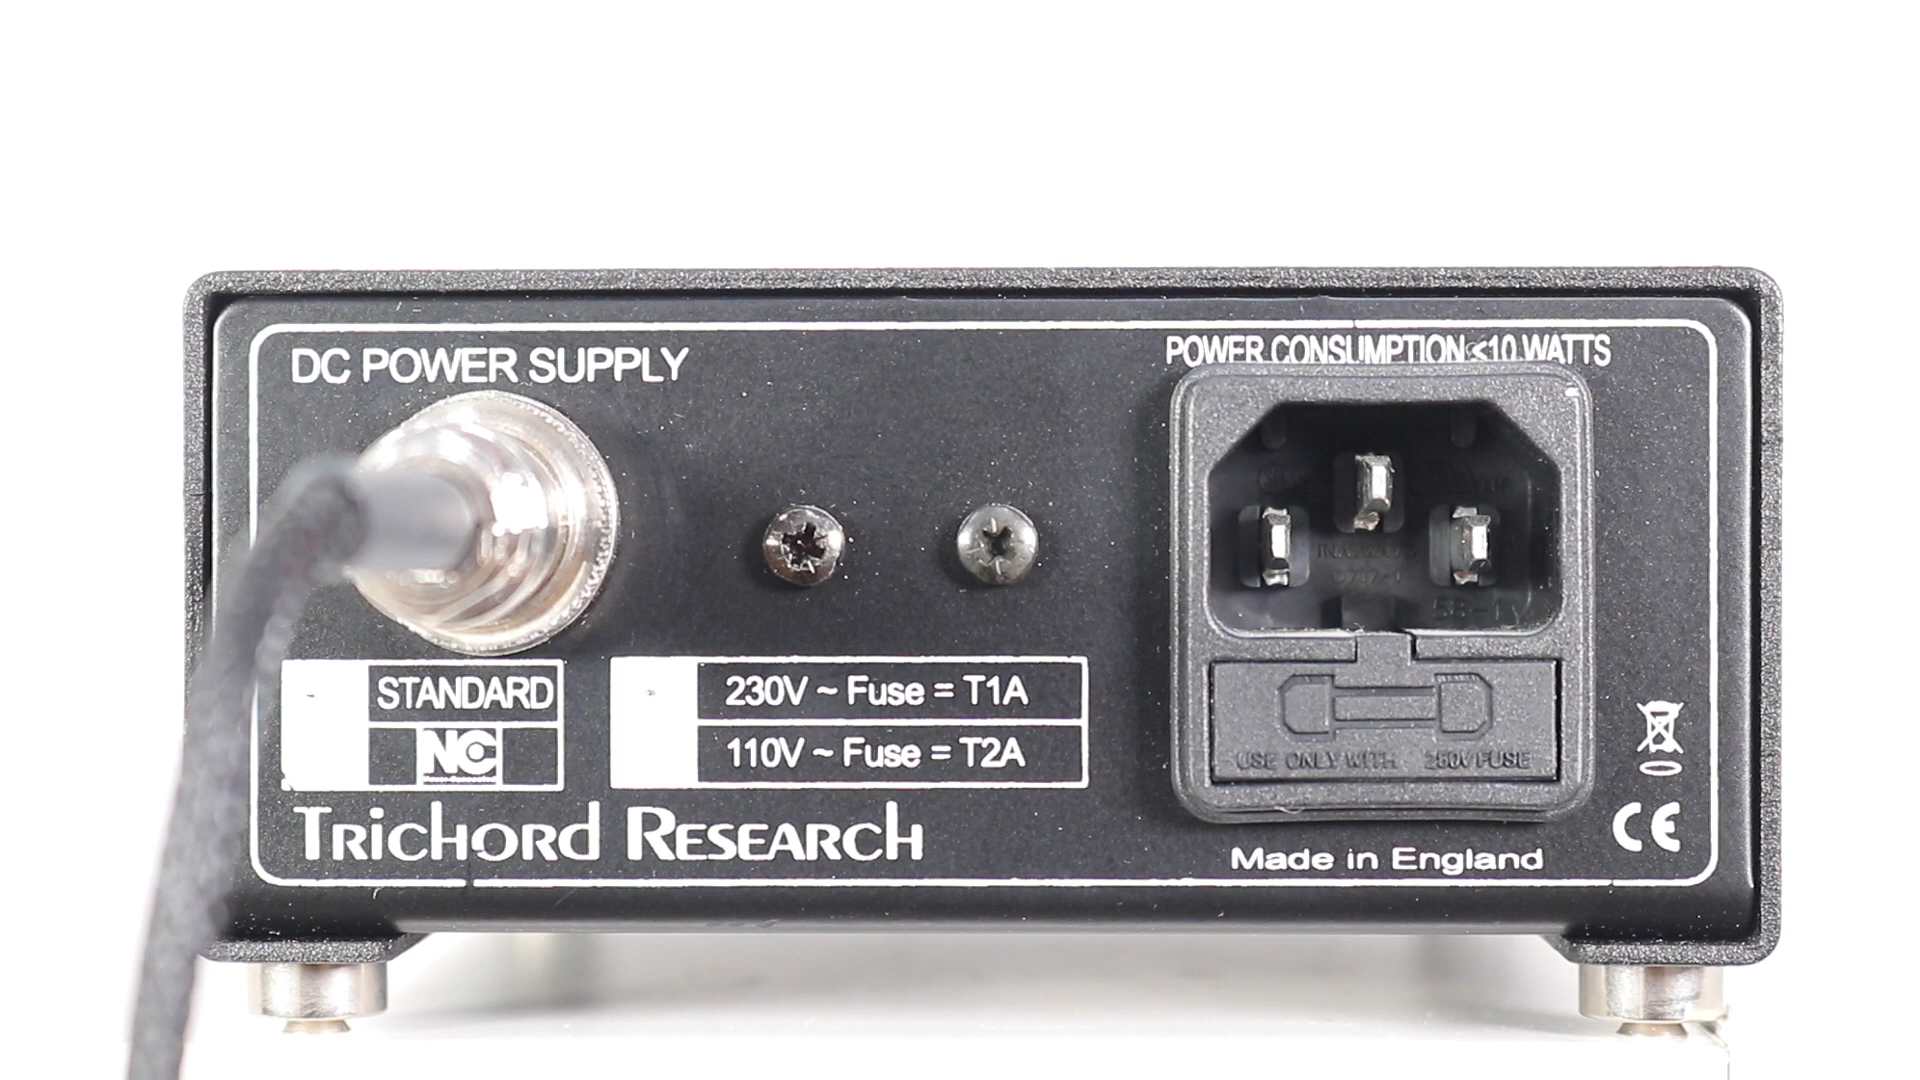 DC POWER SUPPLY
POWER CONSUMPTION <10 WATTS
STANDARD
NC
230V ~ Fuse = T1A
110V ~ Fuse = T2A
USE ONLY WITH 250V FUSE
TRICHORD RESEARCH
Made in England
CE